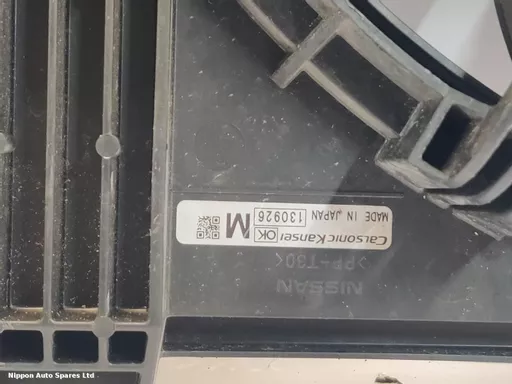 CalsonicKansei OK M
MADE IN JAPAN 130926
>PP-T30<
NISSAN
Nippon Auto Spares Ltd